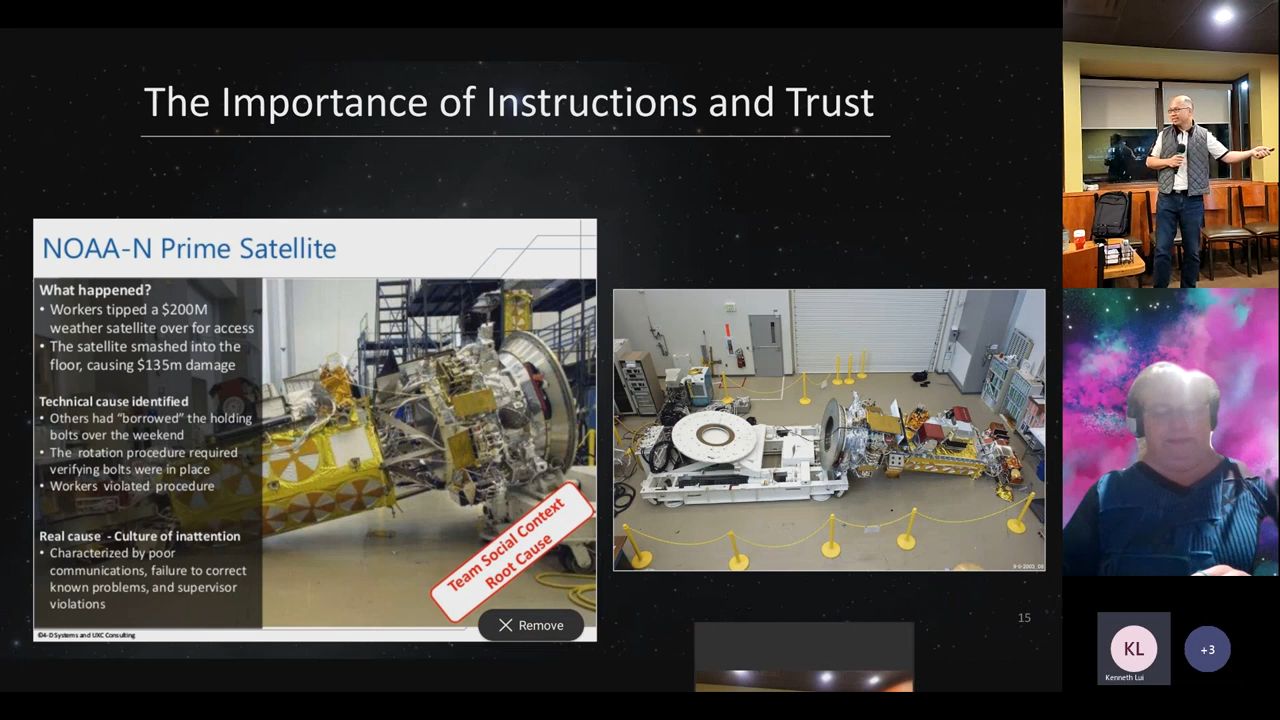 The Importance of Instructions and Trust
NOAA-N Prime Satellite
What happened?
• Workers tipped a $200M
weather satellite over for access
• The satellite smashed into the
floor, causing $135m damage
Technical cause identified
• Others had “borrowed” the holding
bolts over the weekend
• The rotation procedure required
verifying bolts were in place
• Workers violated procedure
Real cause - Culture of inattention
• Characterized by poor
communications, failure to correct
known problems, and supervisor
violations
Team Social Context
Root Cause
©4-D Systems and UXC Consulting
Remove
15
KL
Kenneth Lui
+3